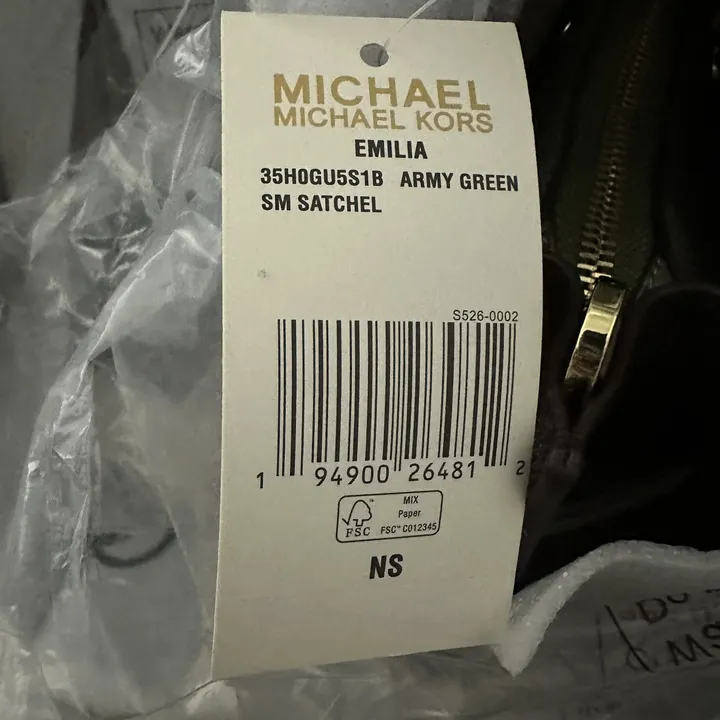 MICHAEL
MICHAEL KORS
EMILIA
35H0GU5S1B ARMY GREEN
SM SATCHEL
S526-0002
1 94900 26481 2
FSC™
MIX
Paper
FSC™ C012345
NS